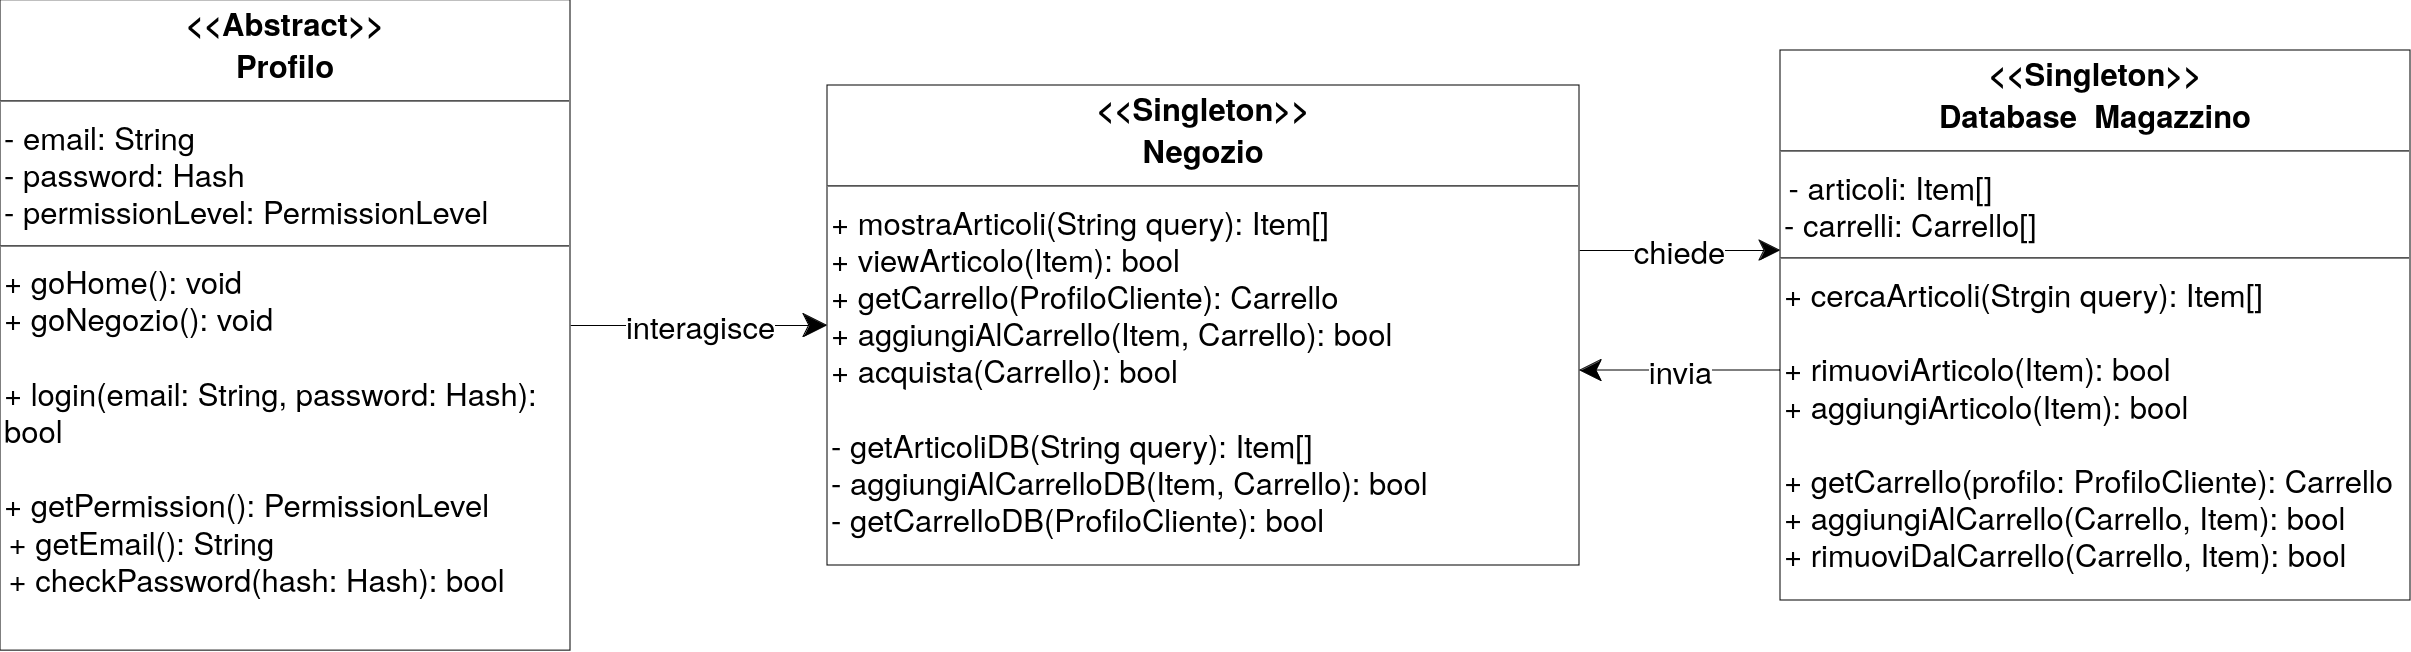 <<Abstract>>
Profilo
- email: String
- password: Hash
- permissionLevel: PermissionLevel
+ goHome(): void
+ goNegozio(): void
+ login(email: String, password: Hash):
bool
+ getPermission(): PermissionLevel
+ getEmail(): String
+ checkPassword(hash: Hash): bool
interagisce
<<Singleton>>
Negozio
+ mostraArticoli(String query): Item[]
+ viewArticolo(Item): bool
+ getCarrello(ProfiloCliente): Carrello
+ aggiungiAlCarrello(Item, Carrello): bool
+ acquista(Carrello): bool
- getArticoliDB(String query): Item[]
- aggiungiAlCarrelloDB(Item, Carrello): bool
- getCarrelloDB(ProfiloCliente): bool
chiede
invia
<<Singleton>>
Database Magazzino
- articoli: Item[]
- carrelli: Carrello[]
+ cercaArticoli(Strgin query): Item[]
+ rimuoviArticolo(Item): bool
+ aggiungiArticolo(Item): bool
+ getCarrello(profilo: ProfiloCliente): Carrello
+ aggiungiAlCarrello(Carrello, Item): bool
+ rimuoviDalCarrello(Carrello, Item): bool